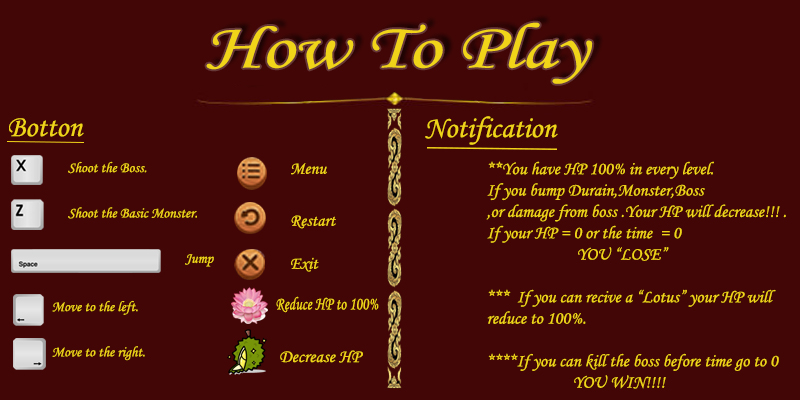 How To Play
Botton
X
Shoot the Boss.
Z
Shoot the Basic Monster.
Space
Jump
←
Move to the left.
→
Move to the right.
Menu
Restart
Exit
Reduce HP to 100%
Decrease HP
Notification
**You have HP 100% in every level.
If you bump Durain,Monster,Boss
,or damage from boss .Your HP will decrease!!! .
If your HP = 0 or the time = 0
YOU “LOSE”
*** If you can recive a “Lotus” your HP will
reduce to 100%.
****If you can kill the boss before time go to 0
YOU WIN!!!!